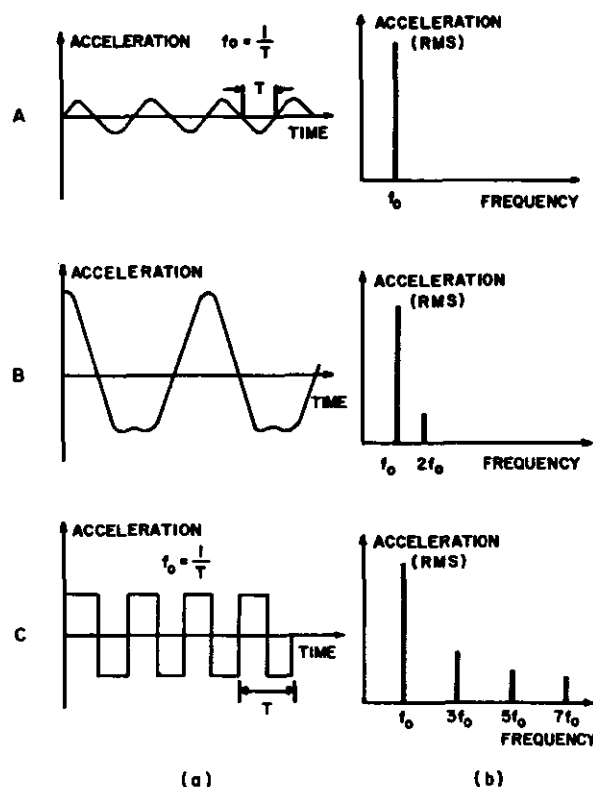 ACCELERATION
f₀ = 1/T
T
A
TIME
ACCELERATION
(RMS)
f₀
FREQUENCY
ACCELERATION
B
TIME
ACCELERATION
(RMS)
f₀ 2f₀
FREQUENCY
ACCELERATION
f₀ = 1/T
C
TIME
T
ACCELERATION
(RMS)
f₀ 3f₀ 5f₀ 7f₀
FREQUENCY
(a)
(b)